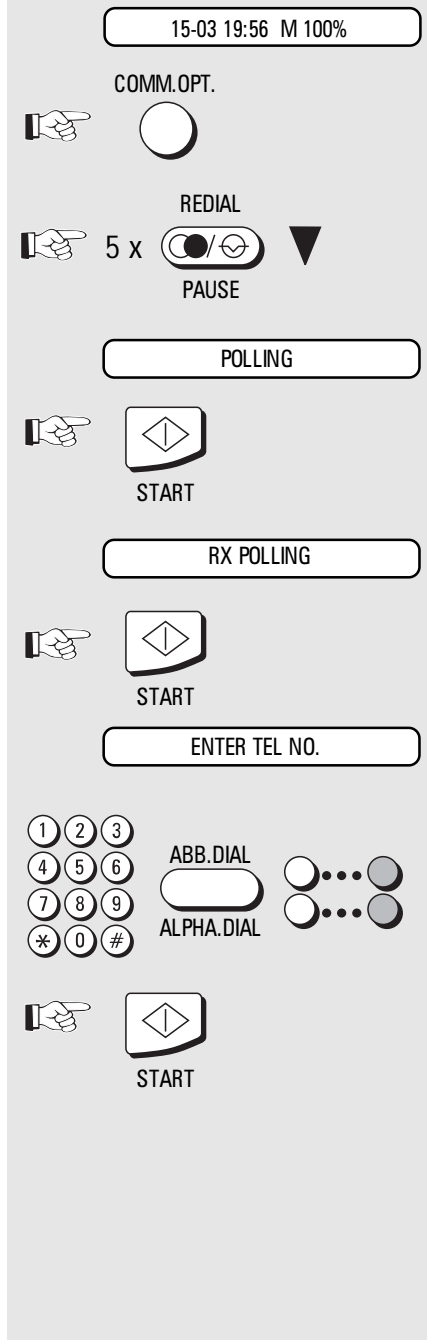 15-03 19:56 M 100%
COMM.OPT.
REDIAL
5 x
PAUSE
POLLING
START
RX POLLING
START
ENTER TEL NO.
1 2 3
4 5 6
7 8 9
* 0 #
ABB.DIAL
ALPHA.DIAL
START